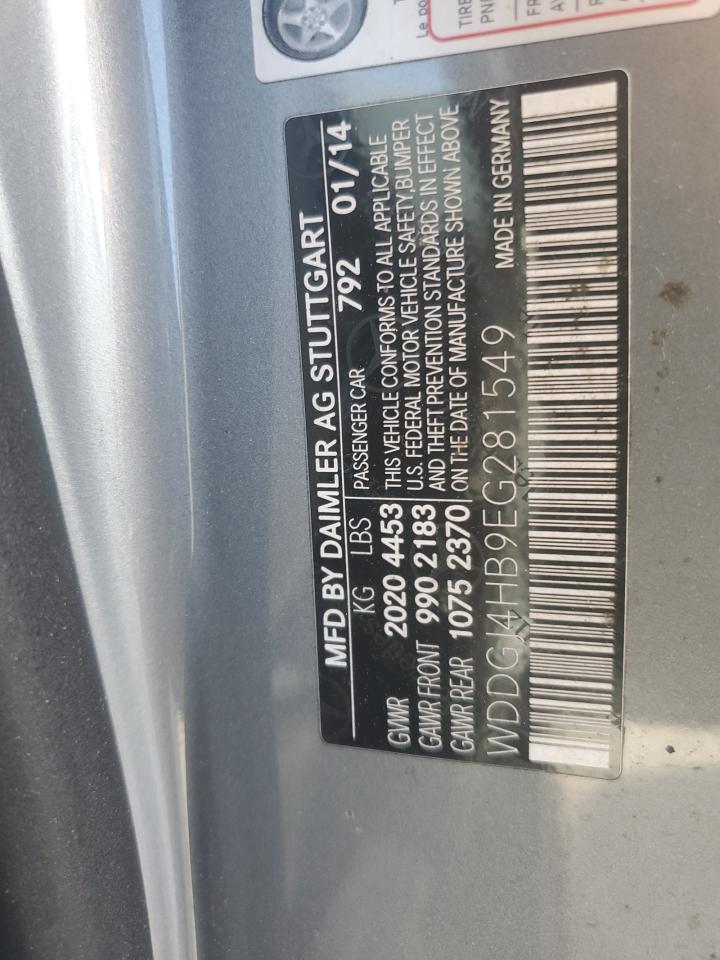 MFD BY DAIMLER AG STUTTGART
KG LBS PASSENGER CAR 792 01/14
GVWR 2020 4453 THIS VEHICLE CONFORMS TO ALL APPLICABLE
U.S. FEDERAL MOTOR VEHICLE SAFETY,BUMPER
GAWR FRONT 990 2183 AND THEFT PREVENTION STANDARDS IN EFFECT
GAWR REAR 1075 2370 ON THE DATE OF MANUFACTURE SHOWN ABOVE
WDDGJ4HB9EG281549 MADE IN GERMANY
TIRE